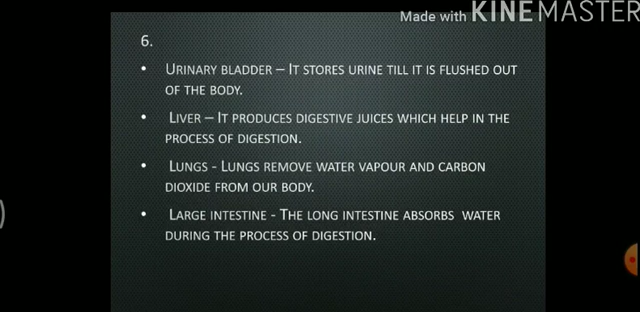 Made with KINEMASTER
6.
• URINARY BLADDER – IT STORES URINE TILL IT IS FLUSHED OUT
OF THE BODY.
• LIVER – IT PRODUCES DIGESTIVE JUICES WHICH HELP IN THE
PROCESS OF DIGESTION.
• LUNGS - LUNGS REMOVE WATER VAPOUR AND CARBON
DIOXIDE FROM OUR BODY.
• LARGE INTESTINE - THE LONG INTESTINE ABSORBS WATER
DURING THE PROCESS OF DIGESTION.